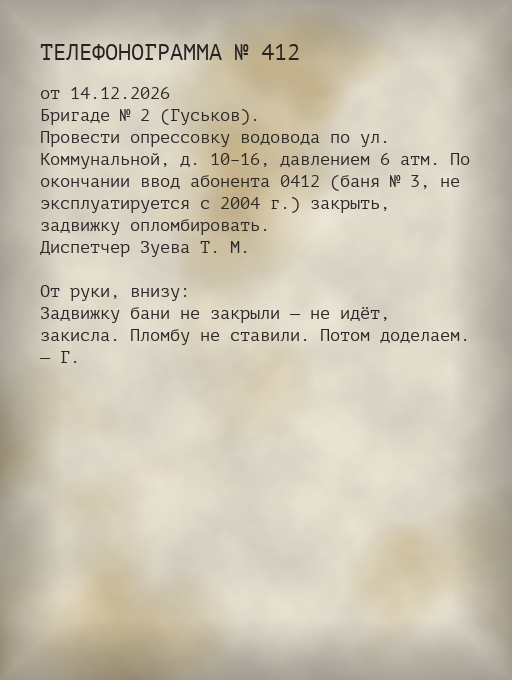 ТЕЛЕФОНОГРАММА № 412
от 14.12.2026
Бригаде № 2 (Гуськов).
Провести опрессовку водовода по ул.
Коммунальной, д. 10–16, давлением 6 атм. По
окончании ввод абонента 0412 (баня № 3, не
эксплуатируется с 2004 г.) закрыть,
задвижку опломбировать.
Диспетчер Зуева Т. М.
От руки, внизу:
Задвижку бани не закрыли — не идёт,
закисла. Пломбу не ставили. Потом доделаем.
— Г.